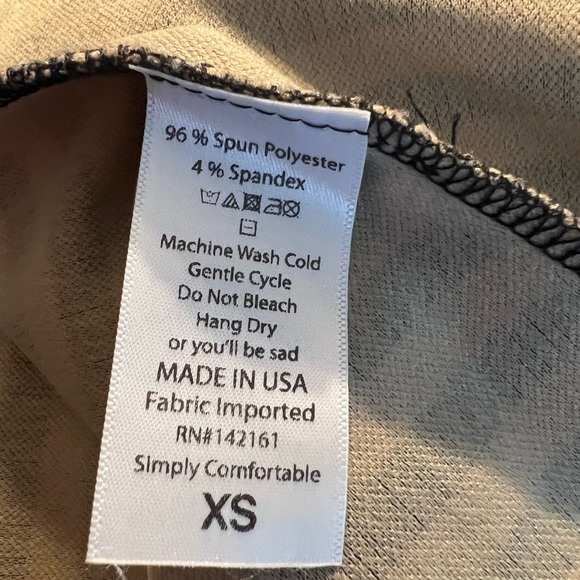 96 % Spun Polyester
4 % Spandex
Machine Wash Cold
Gentle Cycle
Do Not Bleach
Hang Dry
or you'll be sad
MADE IN USA
Fabric Imported
RN#142161
Simply Comfortable
XS